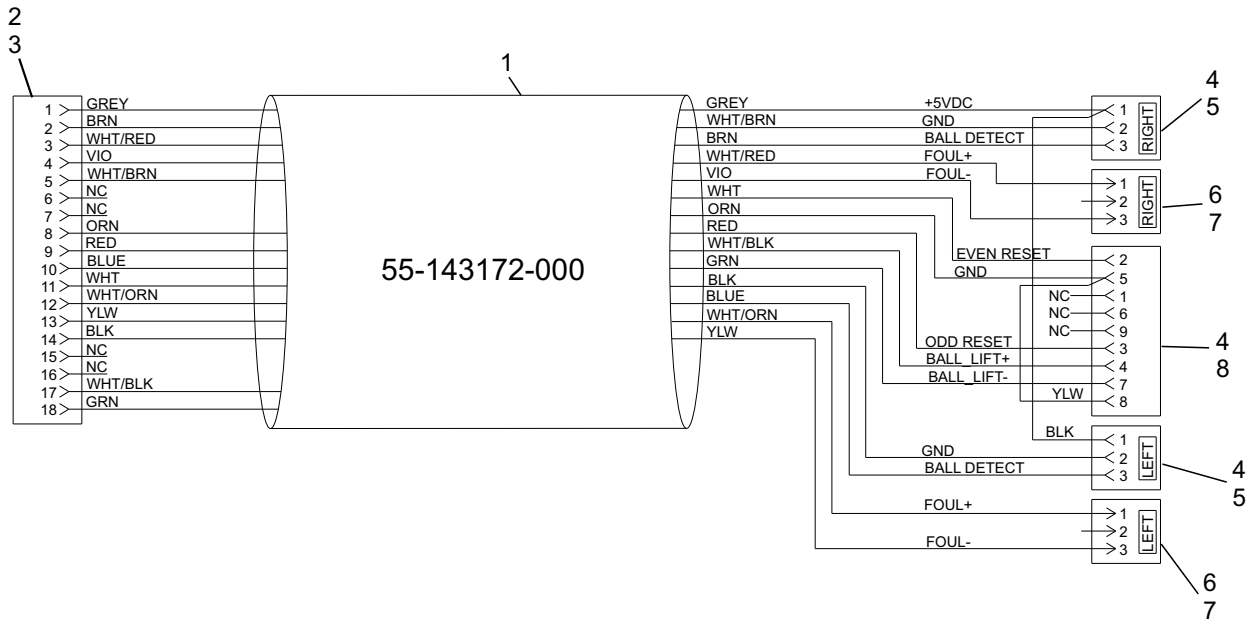 2
3
1
4
5
1 GREY
2 BRN
3 WHT/RED
4 VIO
5 WHT/BRN
6 NC
7 NC
8 ORN
9 RED
10 BLUE
11 WHT
12 WHT/ORN
13 YLW
14 BLK
15 NC
16 NC
17 WHT/BLK
18 GRN
55-143172-000
GREY +5VDC 1
WHT/BRN GND 2
BRN BALL DETECT 3
RIGHT
WHT/RED FOUL+ 1
VIO FOUL- 3
2
RIGHT
6
7
WHT
ORN
RED
WHT/BLK
GRN
BLK
BLUE
WHT/ORN
YLW
EVEN RESET 2
GND 5
NC 1
NC 6
NC 9
ODD RESET 3
BALL_LIFT+ 4
BALL_LIFT- 7
YLW 8
4
8
BLK 1
GND 2
BALL DETECT 3
LEFT
4
5
FOUL+ 1
2
FOUL- 3
LEFT
6
7